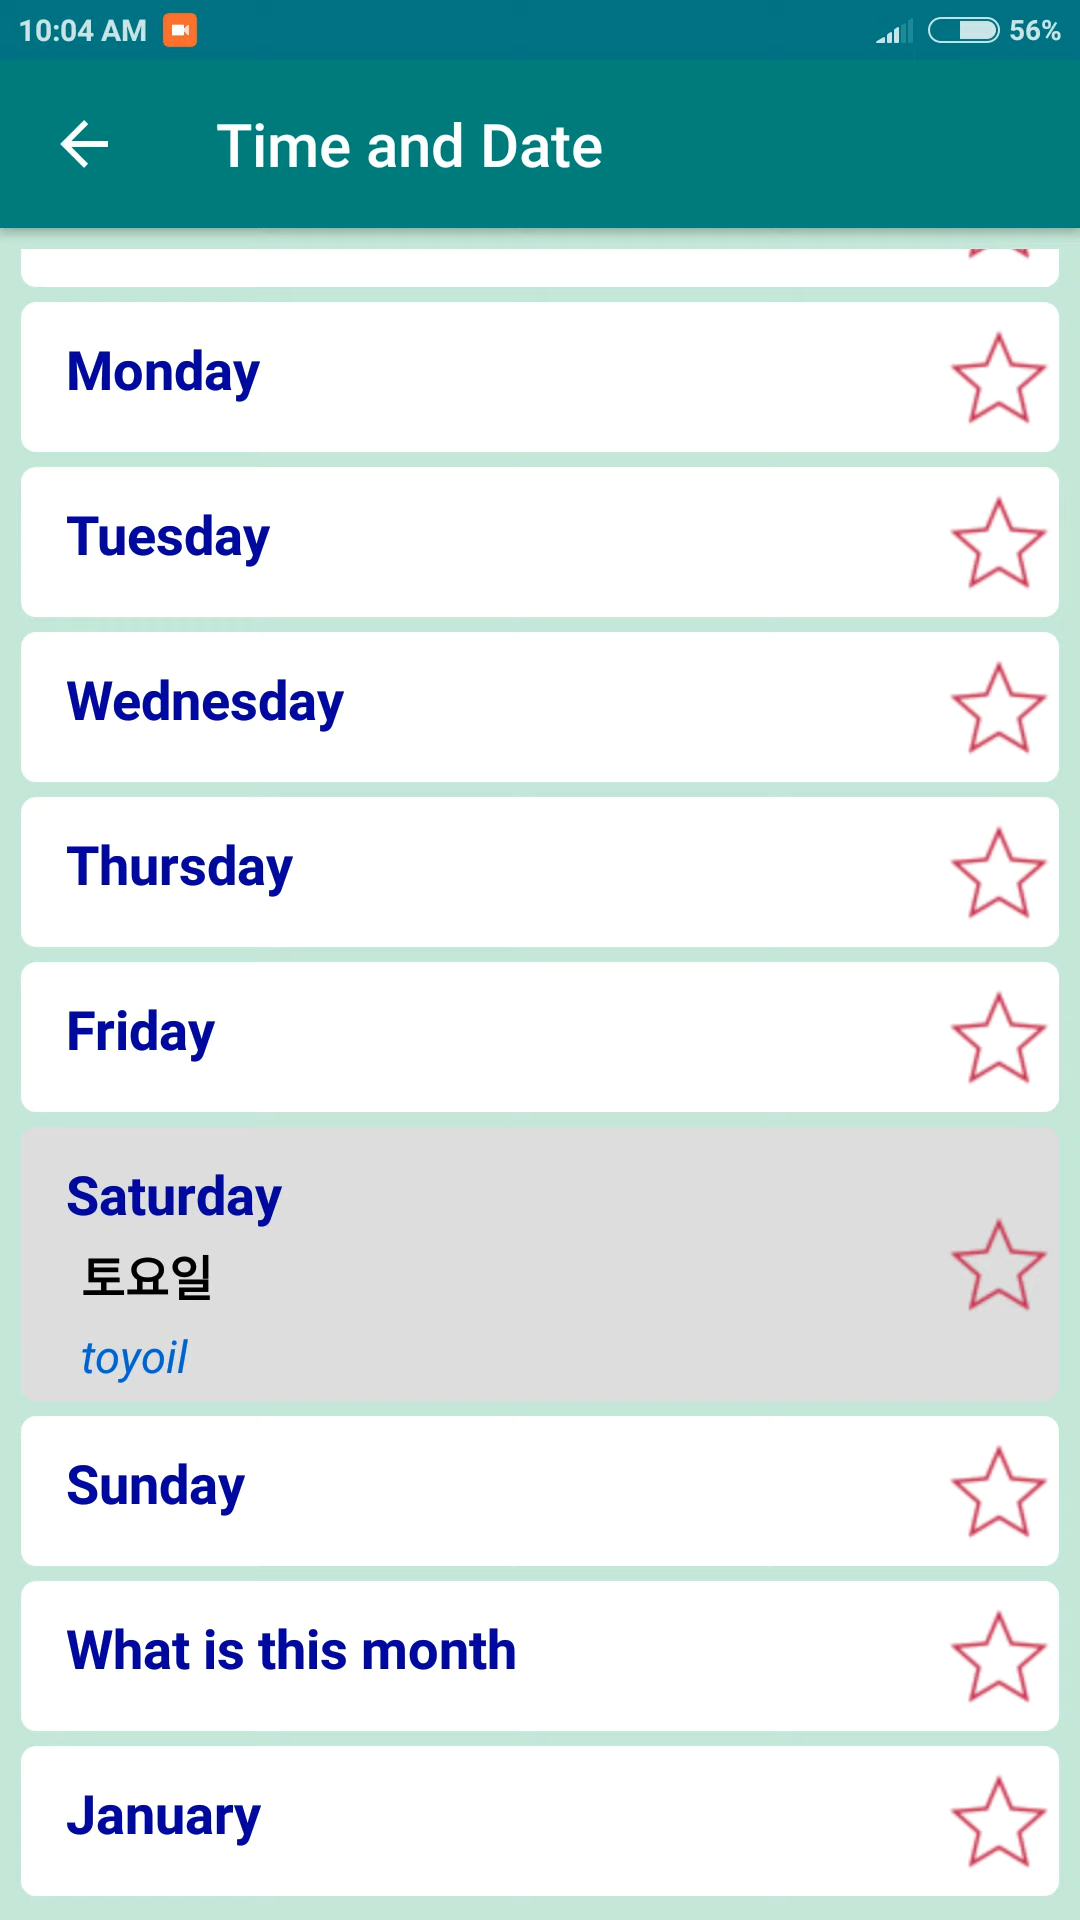 10:04 AM 56%
Time and Date
Monday
Tuesday
Wednesday
Thursday
Friday
Saturday
토요일
toyoil
Sunday
What is this month
January